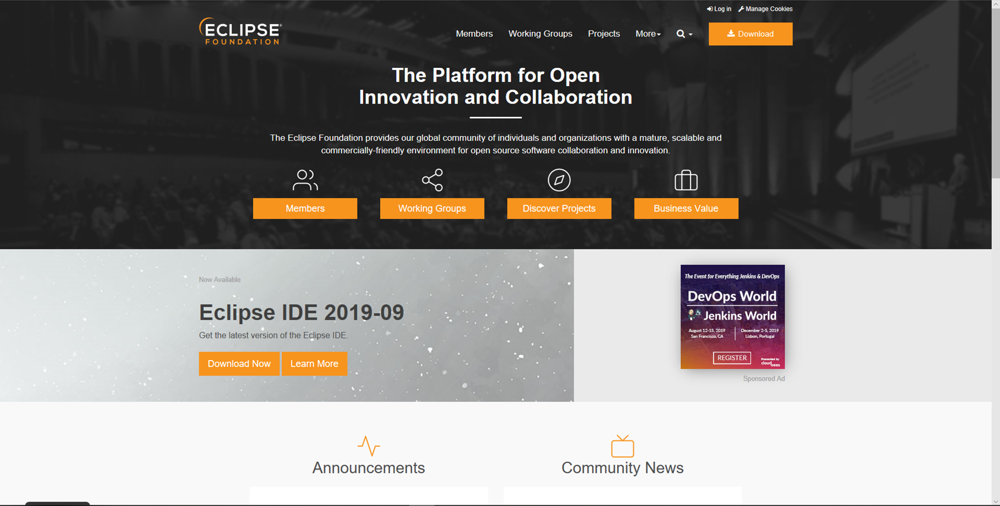 Log in Manage Cookies
ECLIPSE
FOUNDATION
Members Working Groups Projects More Download
The Platform for Open
Innovation and Collaboration
The Eclipse Foundation provides our global community of individuals and organizations with a mature, scalable and
commercially-friendly environment for open source software collaboration and innovation.
Members Working Groups Discover Projects Business Value
Now Available
Eclipse IDE 2019-09
Get the latest version of the Eclipse IDE.
Download Now Learn More
The Event for Everything Jenkins & DevOps
DevOps World
Jenkins World
August 12-15, 2019
San Francisco, CA
December 2-5, 2019
Lisbon, Portugal
REGISTER
Presented by
cloudbees
Sponsored Ad
Announcements
Community News